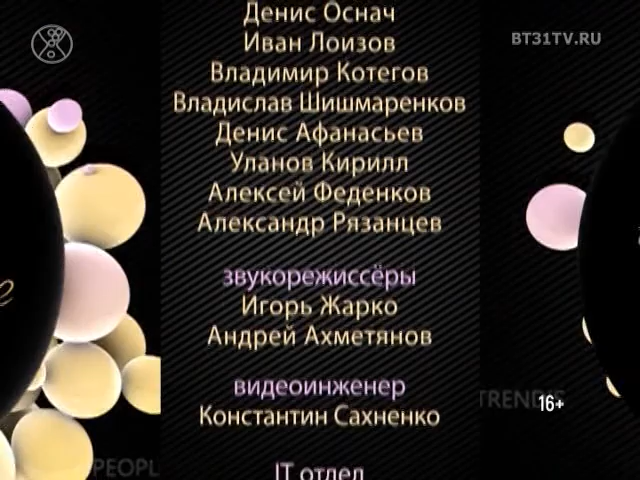 BT31TV.RU
Денис Оснач
Иван Лоизов
Владимир Котегов
Владислав Шишмаренков
Денис Афанасьев
Уланов Кирилл
Алексей Феденков
Александр Рязанцев
звукорежиссёры
Игорь Жарко
Андрей Ахметянов
видеоинженер
Константин Сахненко
TRENDIE
16+
PEOPL
IT отдел